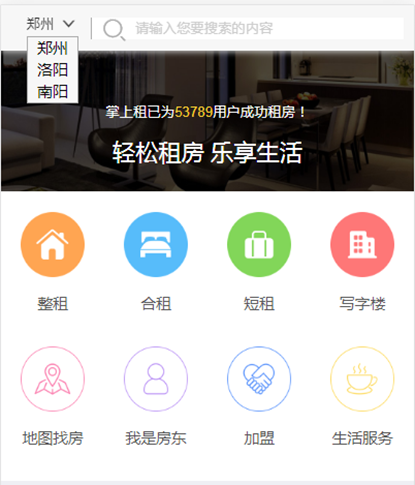 郑州 请输入您要搜索的内容
郑州
洛阳
南阳
掌上租已为53789用户成功租房！
轻松租房 乐享生活
整租 合租 短租 写字楼
地图找房 我是房东 加盟 生活服务